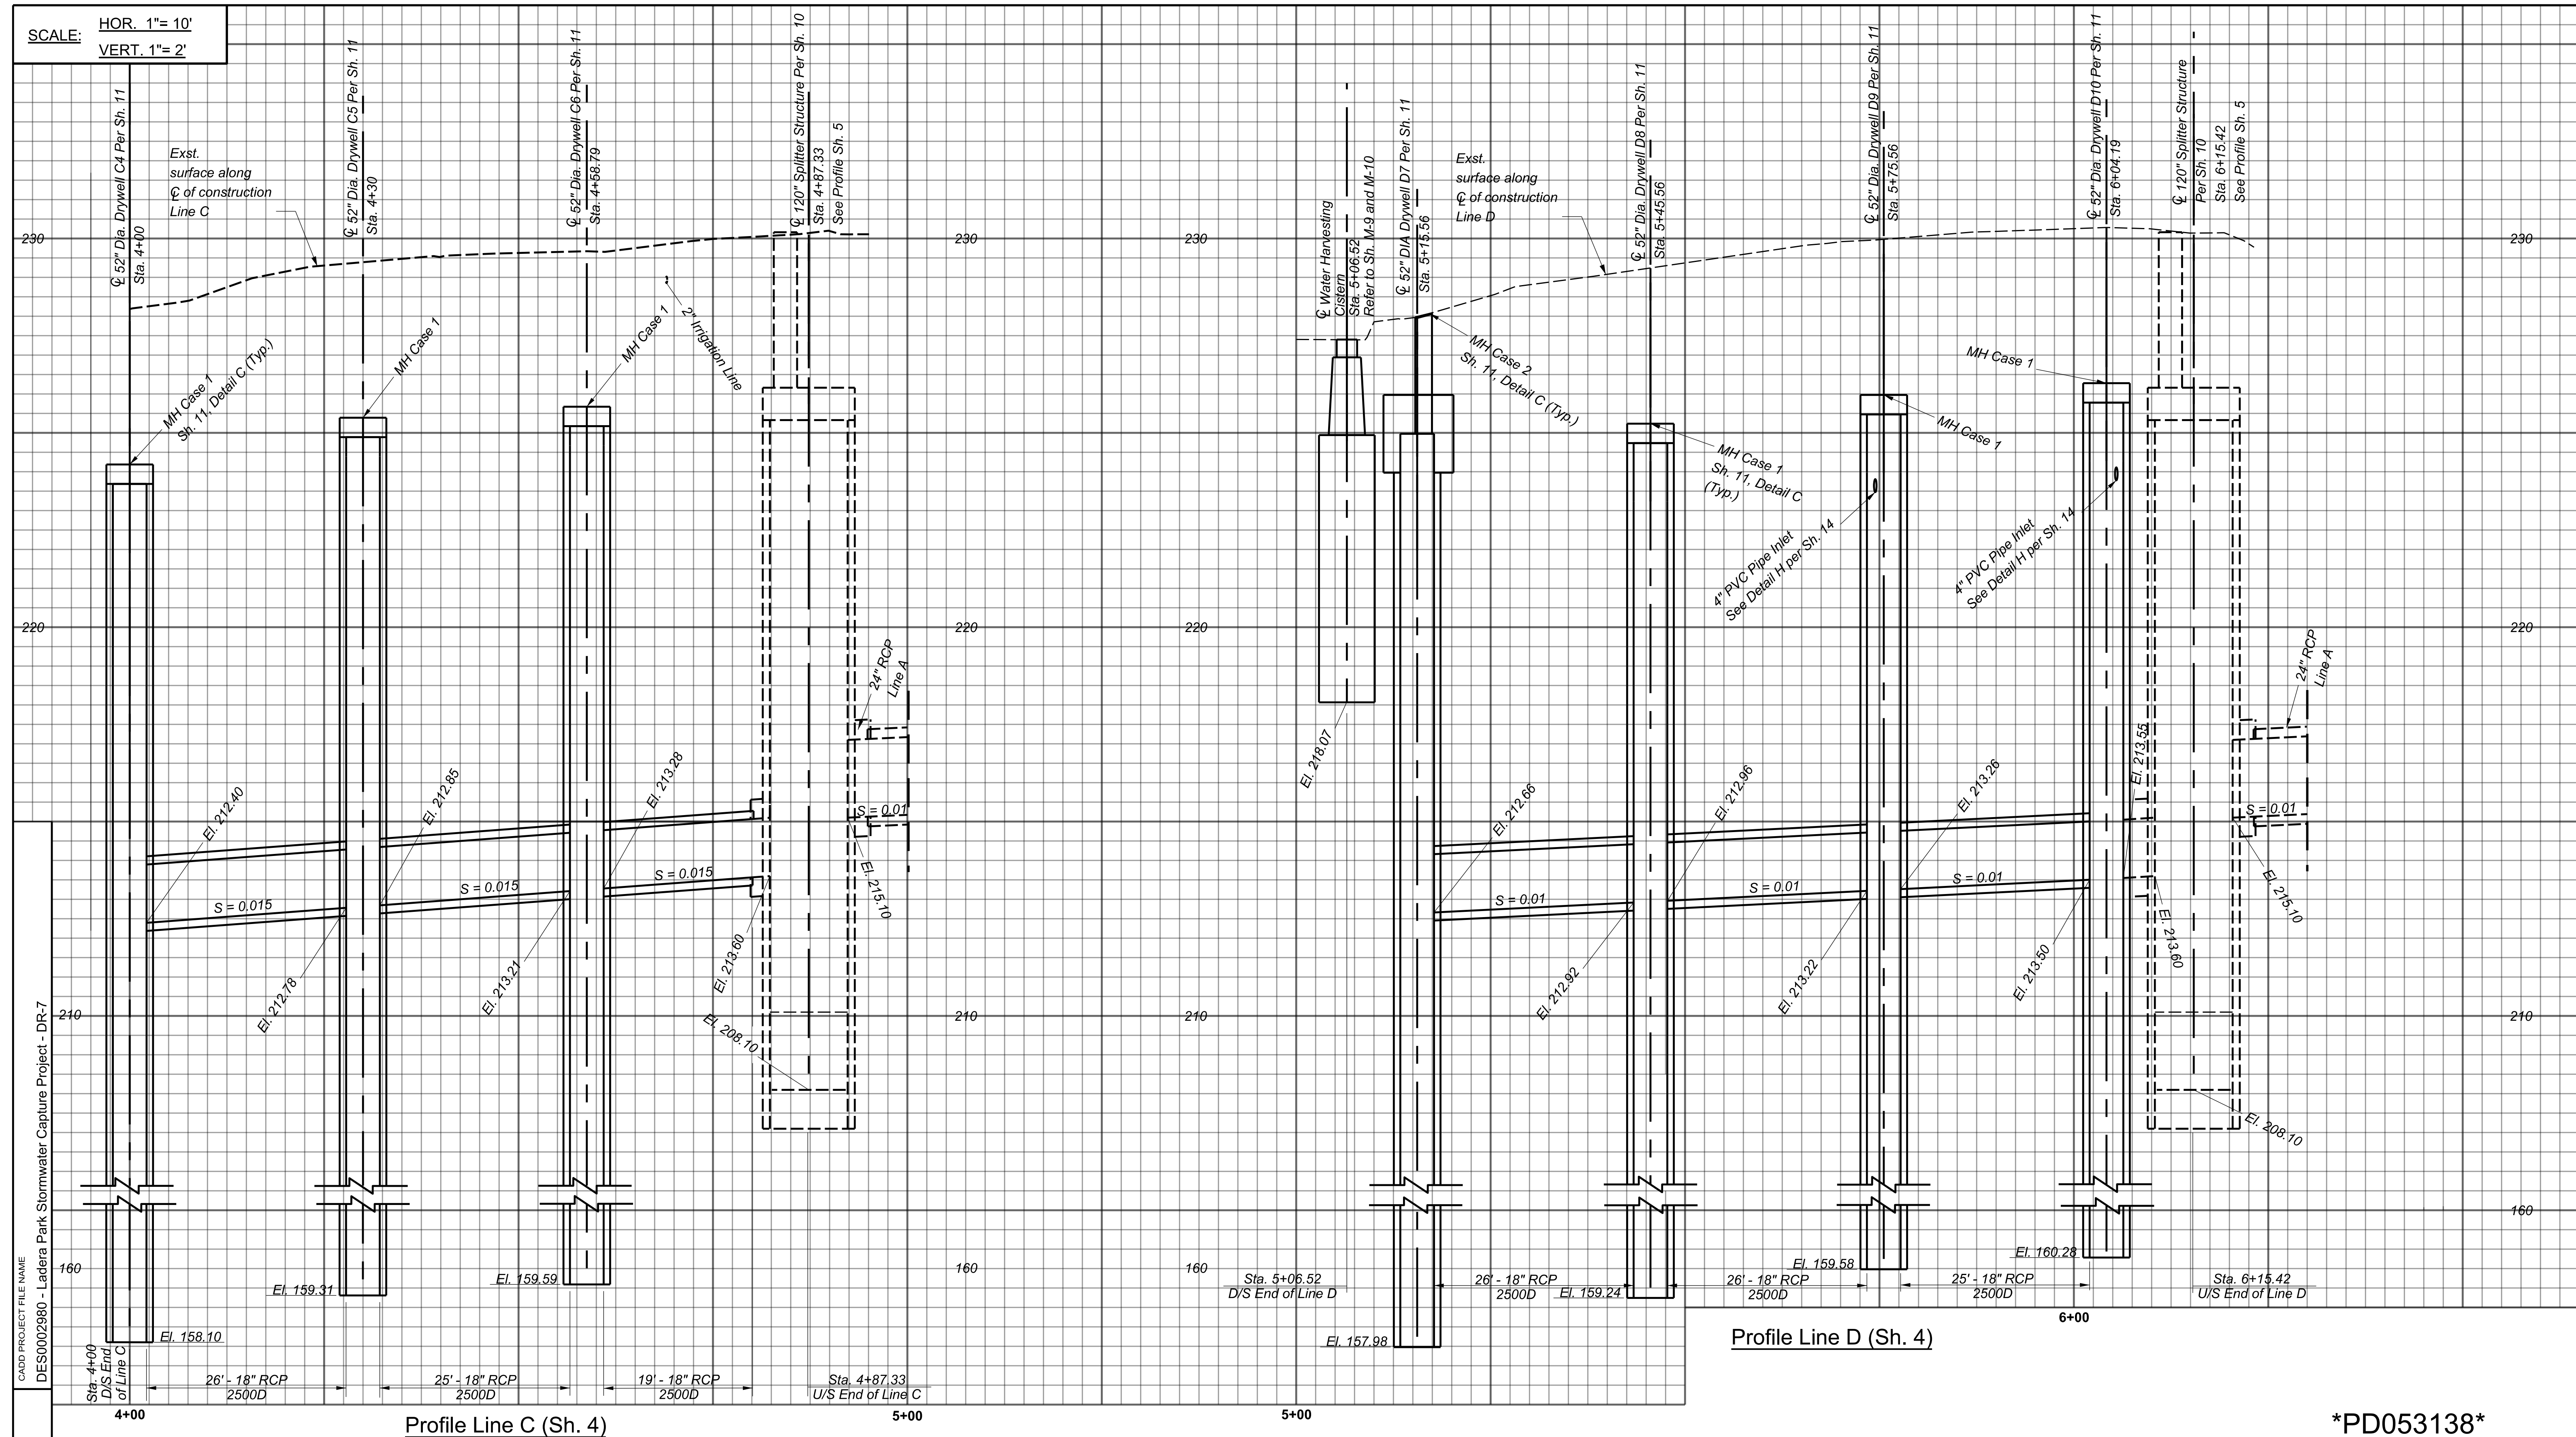 SCALE:
HOR. 1"= 10'
VERT. 1"= 2'
℄ 52" Dia. Drywell C4 Per Sh. 11
Sta. 4+00
Exst.
surface along
℄ of construction
Line C
℄ 52" Dia. Drywell C5 Per Sh. 11
Sta. 4+30
℄ 52" Dia. Drywell C6 Per Sh. 11
Sta. 4+58.79
℄ 120" Splitter Structure Per Sh. 10
Sta. 4+87.33
See Profile Sh. 5
230
230
MH Case 1
Sh. 11, Detail C (Typ.)
MH Case 1
MH Case 1
2" Irrigation Line
220
220
24" RCP
Line A
El. 212.40
El. 212.85
El. 213.28
S = 0.01
S = 0.015
S = 0.015
S = 0.015
El. 215.10
El. 212.78
El. 213.21
El. 213.60
El. 208.10
210
210
160
160
El. 158.10
El. 159.31
El. 159.59
Sta. 4+00
D/S End
of Line C
26' - 18" RCP
2500D
25' - 18" RCP
2500D
19' - 18" RCP
2500D
Sta. 4+87.33
U/S End of Line C
4+00
5+00
Profile Line C (Sh. 4)
CADD PROJECT FILE NAME
DES0002980 - Ladera Park Stormwater Capture Project - DR-7
℄ Water Harvesting
Cistern
Sta. 5+06.52
Refer to Sh. M-9 and M-10
℄ 52" DIA Drywell D7 Per Sh. 11
Sta. 5+15.56
Exst.
surface along
℄ of construction
Line D
℄ 52" Dia. Drywell D8 Per Sh. 11
Sta. 5+45.56
℄ 52" Dia. Drywell D9 Per Sh. 11
Sta. 5+75.56
℄ 52" Dia. Drywell D10 Per Sh. 11
Sta. 6+04.19
℄ 120" Splitter Structure
Per Sh. 10
Sta. 6+15.42
See Profile Sh. 5
230
230
MH Case 2
Sh. 11, Detail C (Typ.)
MH Case 1
Sh. 11, Detail C
(Typ.)
MH Case 1
MH Case 1
4" PVC Pipe Inlet
See Detail H per Sh. 14
4" PVC Pipe Inlet
See Detail H per Sh. 14
220
220
24" RCP
Line A
El. 218.07
El. 212.66
El. 212.96
El. 213.26
El. 213.55
S = 0.01
S = 0.01
S = 0.01
S = 0.01
El. 215.10
El. 212.92
El. 213.22
El. 213.50
El. 213.60
El. 208.10
210
210
160
160
El. 157.98
El. 159.24
El. 159.58
El. 160.28
Sta. 5+06.52
D/S End of Line D
26' - 18" RCP
2500D
26' - 18" RCP
2500D
25' - 18" RCP
2500D
Sta. 6+15.42
U/S End of Line D
5+00
6+00
Profile Line D (Sh. 4)
*PD053138*